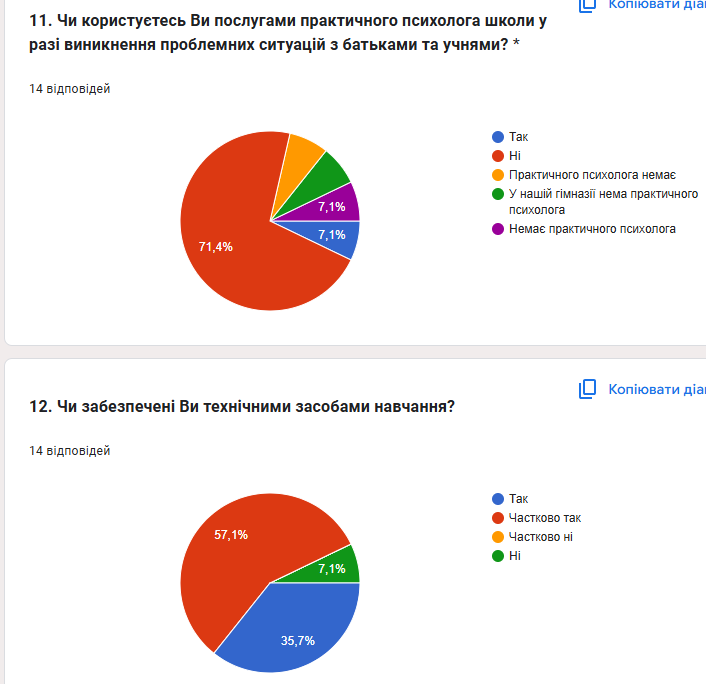 Копіювати діаг
11. Чи користуєтесь Ви послугами практичного психолога школи у
разі виникнення проблемних ситуацій з батьками та учнями? *
14 відповідей
Так
Ні
Практичного психолога немає
У нашій гімназії нема практичного
психолога
Немає практичного психолога
7,1%
7,1%
71,4%
Копіювати діаг
12. Чи забезпечені Ви технічними засобами навчання?
14 відповідей
Так
Частково так
Частково ні
Ні
57,1%
7,1%
35,7%